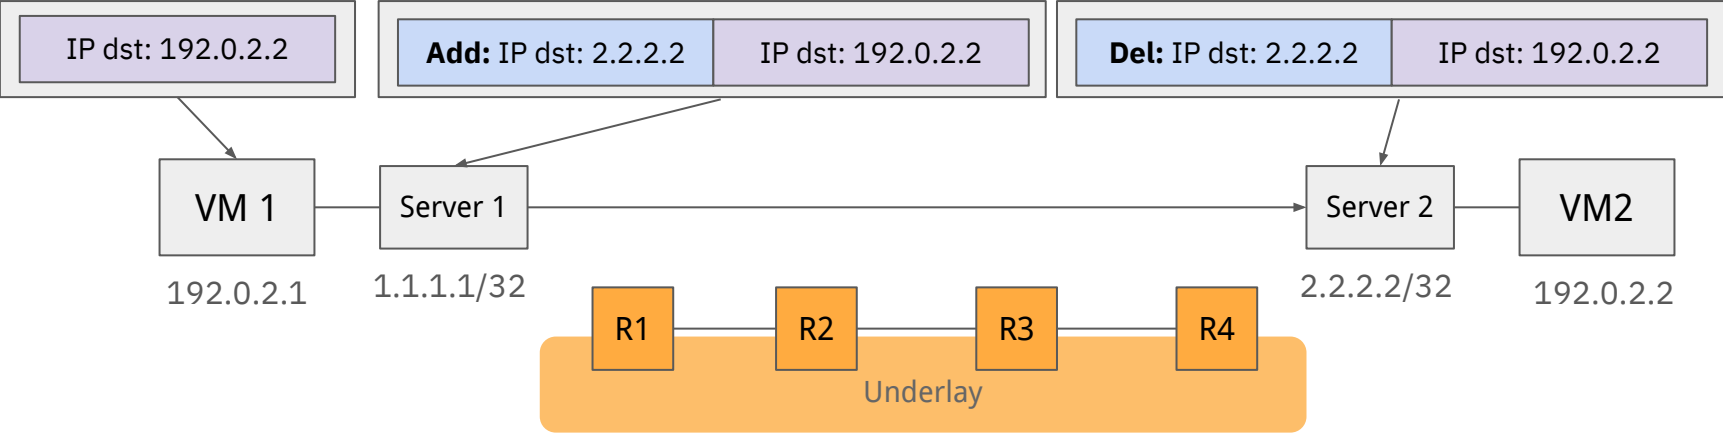 IP dst: 192.0.2.2
Add: IP dst: 2.2.2.2
IP dst: 192.0.2.2
Del: IP dst: 2.2.2.2
IP dst: 192.0.2.2
VM 1
Server 1
Server 2
VM2
192.0.2.1
1.1.1.1/32
2.2.2.2/32
192.0.2.2
R1
R2
R3
R4
Underlay